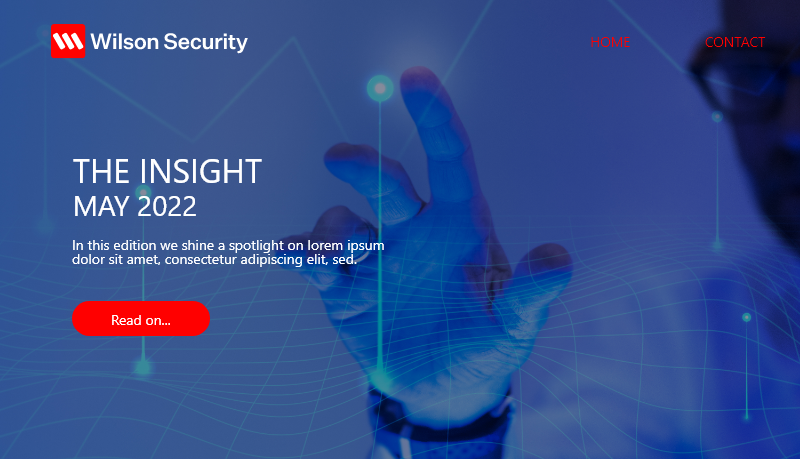 Wilson Security
HOME
CONTACT
THE INSIGHT
MAY 2022
In this edition we shine a spotlight on lorem ipsum
dolor sit amet, consectetur adipiscing elit, sed.
Read on...